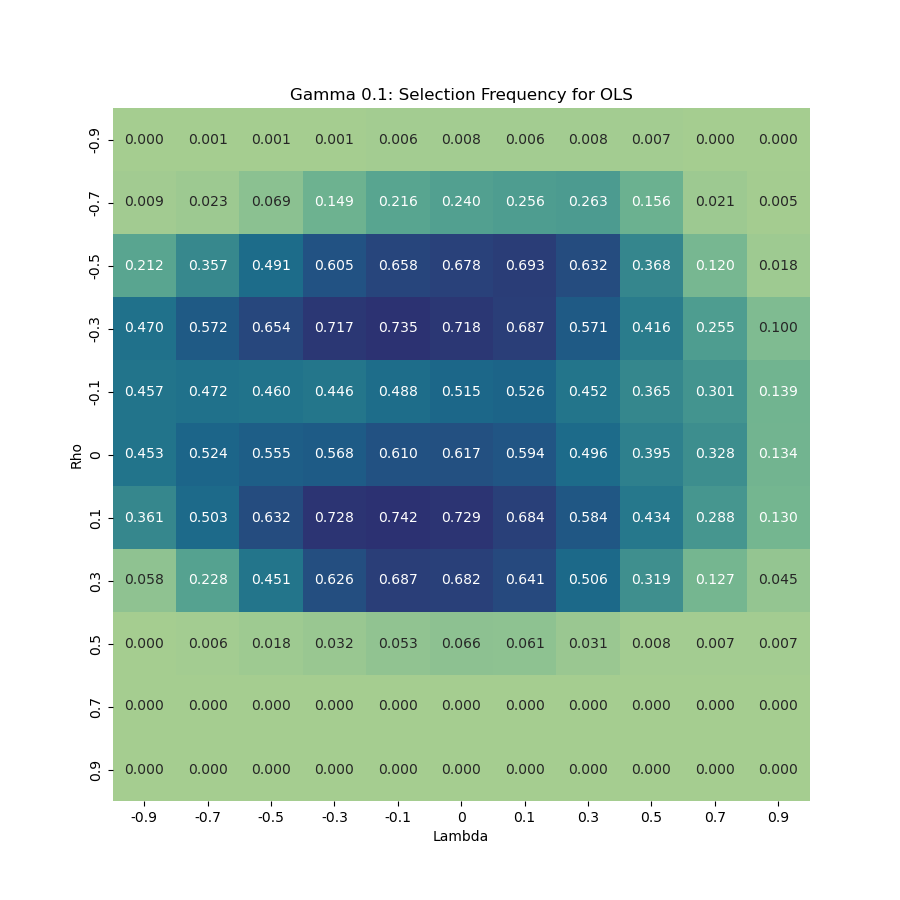 Gamma 0.1: Selection Frequency for OLS
-0.9 0.000 0.001 0.001 0.001 0.006 0.008 0.006 0.008 0.007 0.000 0.000
-0.7 0.009 0.023 0.069 0.149 0.216 0.240 0.256 0.263 0.156 0.021 0.005
-0.5 0.212 0.357 0.491 0.605 0.658 0.678 0.693 0.632 0.368 0.120 0.018
-0.3 0.470 0.572 0.654 0.717 0.735 0.718 0.687 0.571 0.416 0.255 0.100
-0.1 0.457 0.472 0.460 0.446 0.488 0.515 0.526 0.452 0.365 0.301 0.139
Rho
0 0.453 0.524 0.555 0.568 0.610 0.617 0.594 0.496 0.395 0.328 0.134
0.1 0.361 0.503 0.632 0.728 0.742 0.729 0.684 0.584 0.434 0.288 0.130
0.3 0.058 0.228 0.451 0.626 0.687 0.682 0.641 0.506 0.319 0.127 0.045
0.5 0.000 0.006 0.018 0.032 0.053 0.066 0.061 0.031 0.008 0.007 0.007
0.7 0.000 0.000 0.000 0.000 0.000 0.000 0.000 0.000 0.000 0.000 0.000
0.9 0.000 0.000 0.000 0.000 0.000 0.000 0.000 0.000 0.000 0.000 0.000
-0.9 -0.7 -0.5 -0.3 -0.1 0 0.1 0.3 0.5 0.7 0.9
Lambda